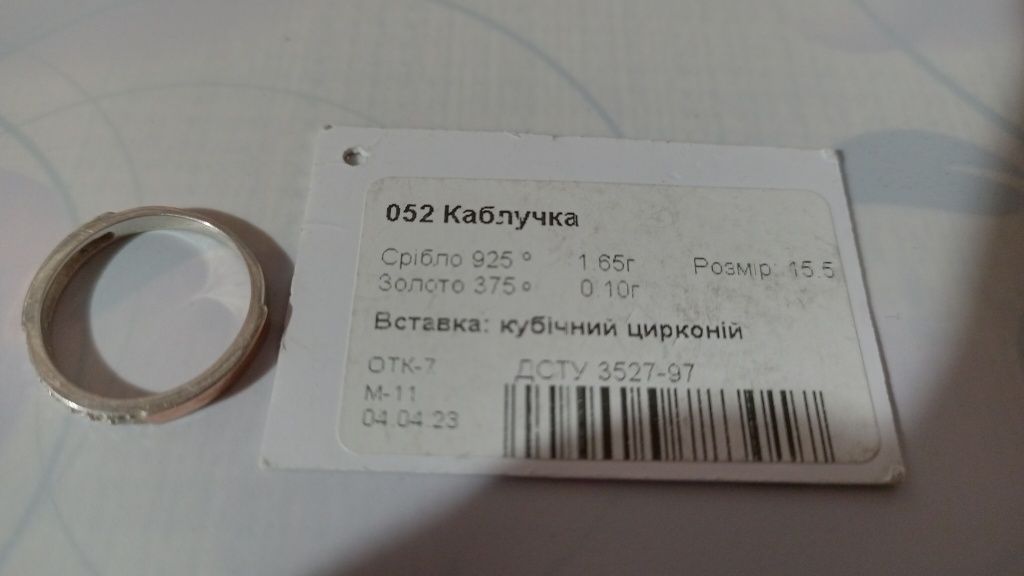 052 Каблучка
Срібло 925 ° 1.65г Розмір: 15.5
Золото 375 ° 0.10г
Вставка: кубічний цирконій
ОТК-7 ДСТУ 3527-97
М-11
04.04.23